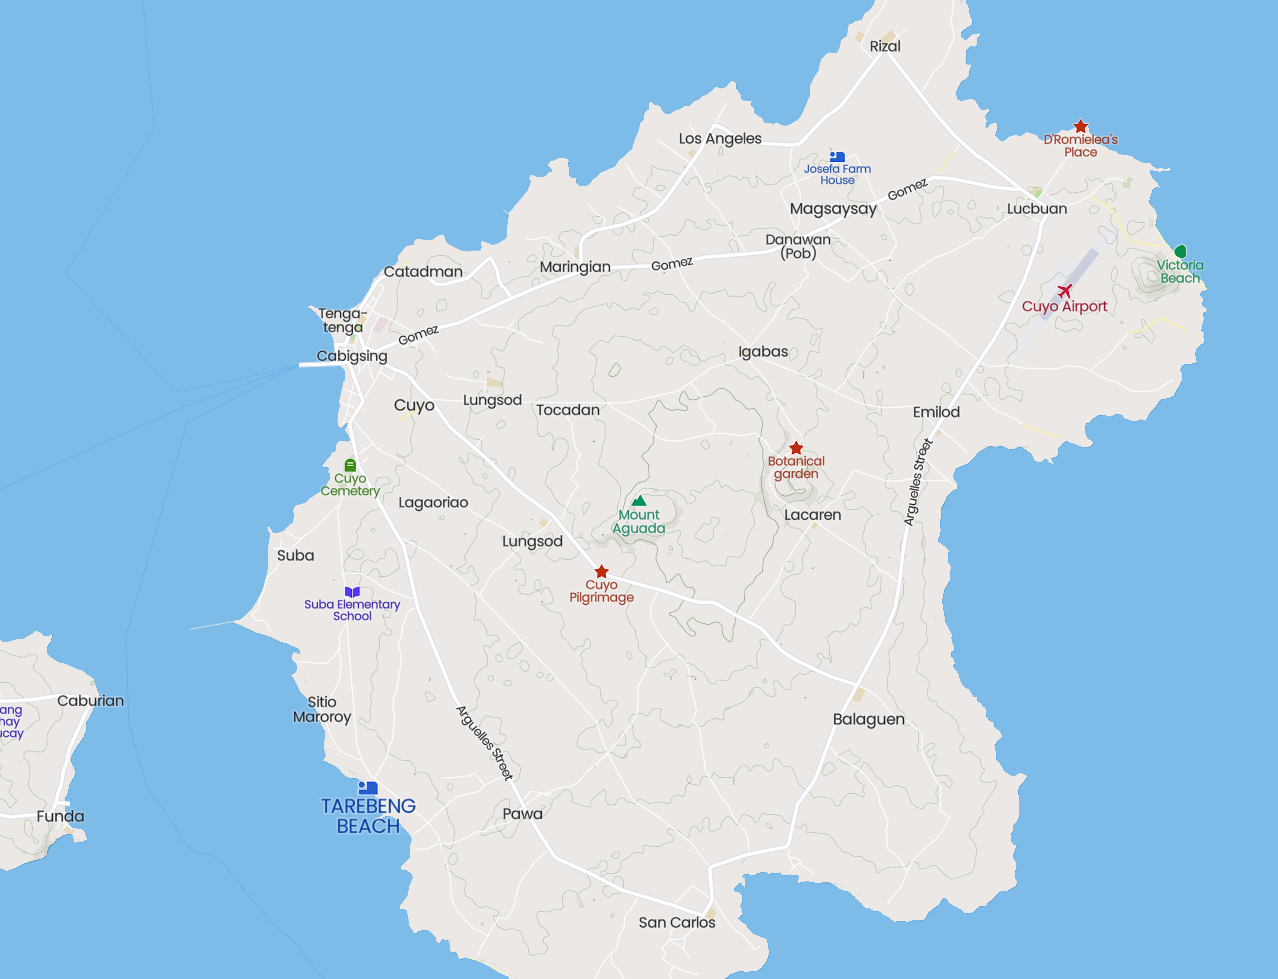 Rizal
D'Romielea's
Place
Los Angeles
Josefa Farm
House
Gomez
Magsaysay
Lucbuan
Danawan
(Pob)
Catadman
Maringian
Gomez
Victoria
Beach
Cuyo Airport
Tenga-
tenga
Gomez
Cabigsing
Igabas
Lungsod
Cuyo
Tocadan
Emilod
Botanical
garden
Arguelles Street
Cuyo
Cemetery
Lagaoriao
Mount
Aguada
Lacaren
Lungsod
Suba
Cuyo
Pilgrimage
Suba Elementary
School
Caburian
ang
hay
ucay
Sitio
Maroroy
Balaguen
Arguelles Street
TAREBENG
BEACH
Funda
Pawa
San Carlos